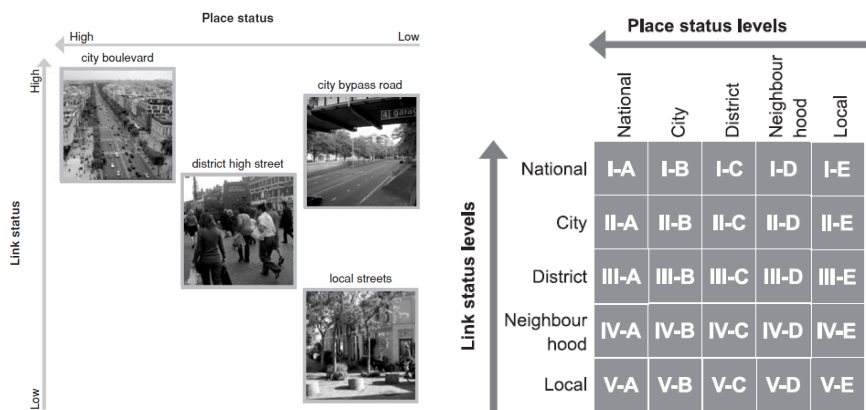 Place status
High
Low
city boulevard
city bypass road
district high street
local streets
High
Link status
Low
Place status levels
National
City
District
Neighbour
hood
Local
Link status levels
National
I-A I-B I-C I-D I-E
City
II-A II-B II-C II-D II-E
District
III-A III-B III-C III-D III-E
Neighbour
hood
IV-A IV-B IV-C IV-D IV-E
Local
V-A V-B V-C V-D V-E